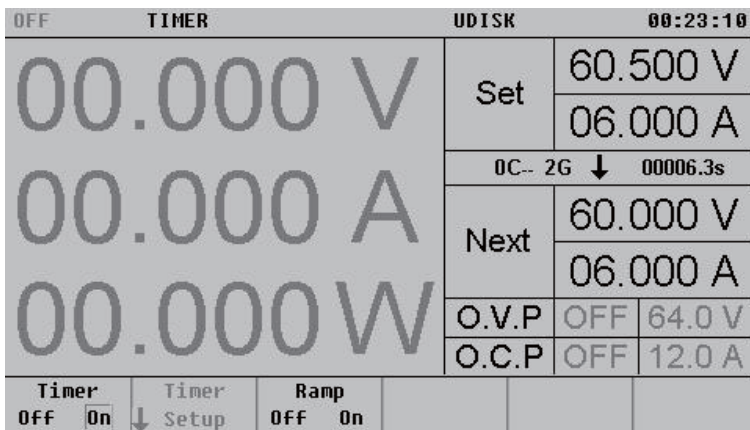 OFF TIMER UDISK 00:23:10
00.000 V
00.000 A
00.000 W
Set
60.500 V
06.000 A
0C-- 2G ↓ 00006.3s
Next
60.000 V
06.000 A
O.V.P OFF 64.0 V
O.C.P OFF 12.0 A
Timer
Off On
Timer
↓ Setup
Ramp
Off On